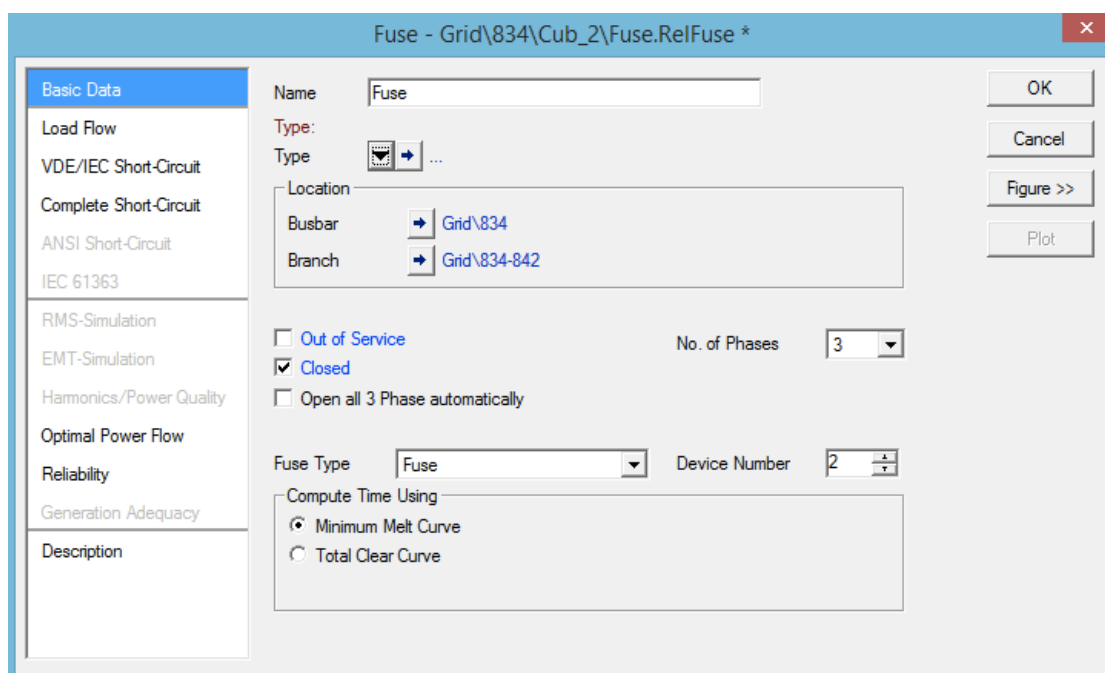 Fuse - Grid\834\Cub_2\Fuse.RelFuse *
Basic Data
Load Flow
VDE/IEC Short-Circuit
Complete Short-Circuit
ANSI Short-Circuit
IEC 61363
RMS-Simulation
EMT-Simulation
Harmonics/Power Quality
Optimal Power Flow
Reliability
Generation Adequacy
Description
Name Fuse
Type:
Type ...
Location
Busbar Grid\834
Branch Grid\834-842
Out of Service
No. of Phases 3
Closed
Open all 3 Phase automatically
Fuse Type Fuse Device Number 2
Compute Time Using
Minimum Melt Curve
Total Clear Curve
OK
Cancel
Figure >>
Plot